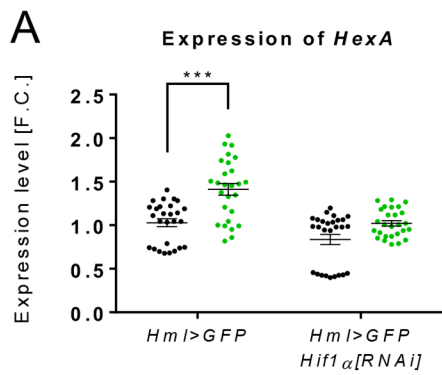 A
Expression of HexA
***
Expression level [F.C.]
2.5
2.0
1.5
1.0
0.5
0.0
Hml>GFP
Hml>GFP
Hif1α[RNAi]